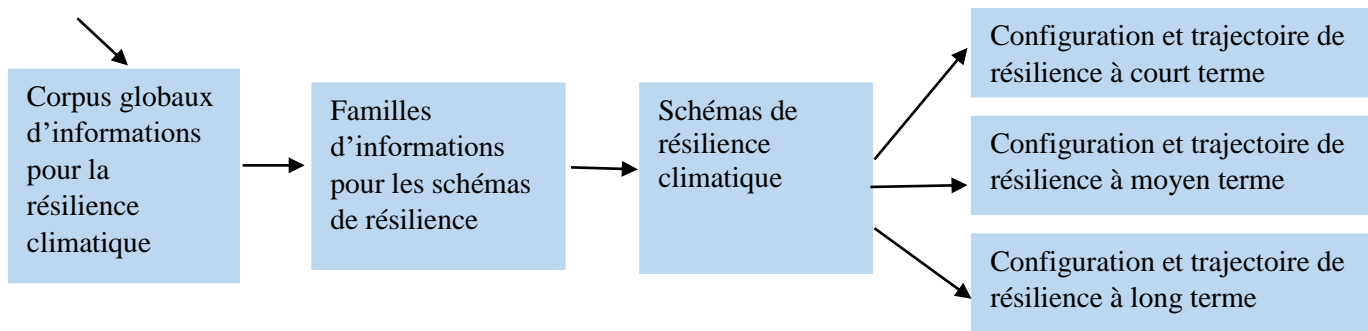 Corpus globaux
d’informations
pour la
résilience
climatique
Familles
d’informations
pour les schémas
de résilience
Schémas de
résilience
climatique
Configuration et trajectoire de
résilience à court terme
Configuration et trajectoire de
résilience à moyen terme
Configuration et trajectoire de
résilience à long terme